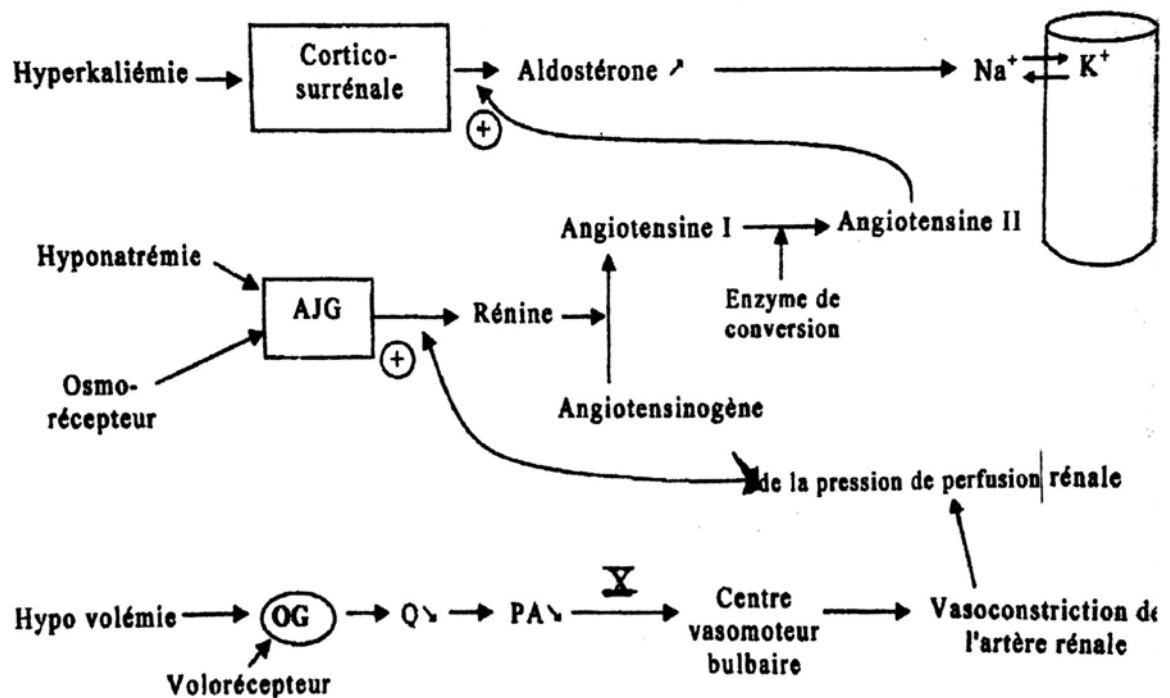 Hyperkaliémie
Cortico-
surrénale
Aldostérone ↗
Na⁺
K⁺
+
Angiotensine I
Angiotensine II
Hyponatrémie
Enzyme de
conversion
AJG
Rénine
+
Osmo-
récepteur
Angiotensinogène
de la pression de perfusion rénale
Hypo volémie
OG
Q↘
PA↘
X
Centre
vasomoteur
bulbaire
Vasoconstriction de
l'artère rénale
Volorécepteur